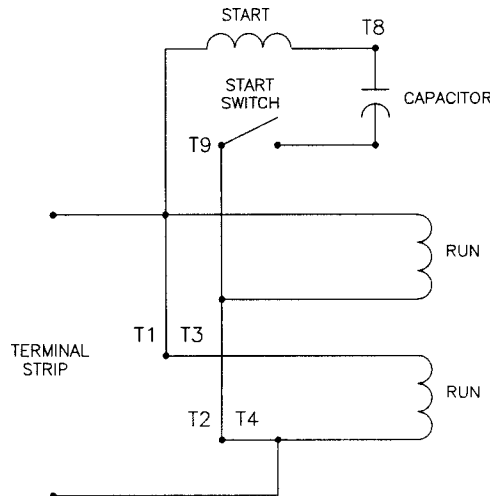 START
T8
START
SWITCH
CAPACITOR
T9
RUN
T1 T3
TERMINAL
STRIP
T2 T4
RUN